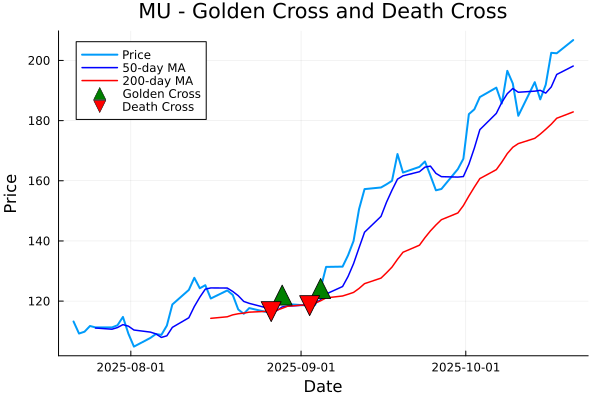 MU - Golden Cross and Death Cross
Price
50-day MA
200-day MA
Golden Cross
Death Cross
200
180
160
140
120
Price
2025-08-01
2025-09-01
2025-10-01
Date